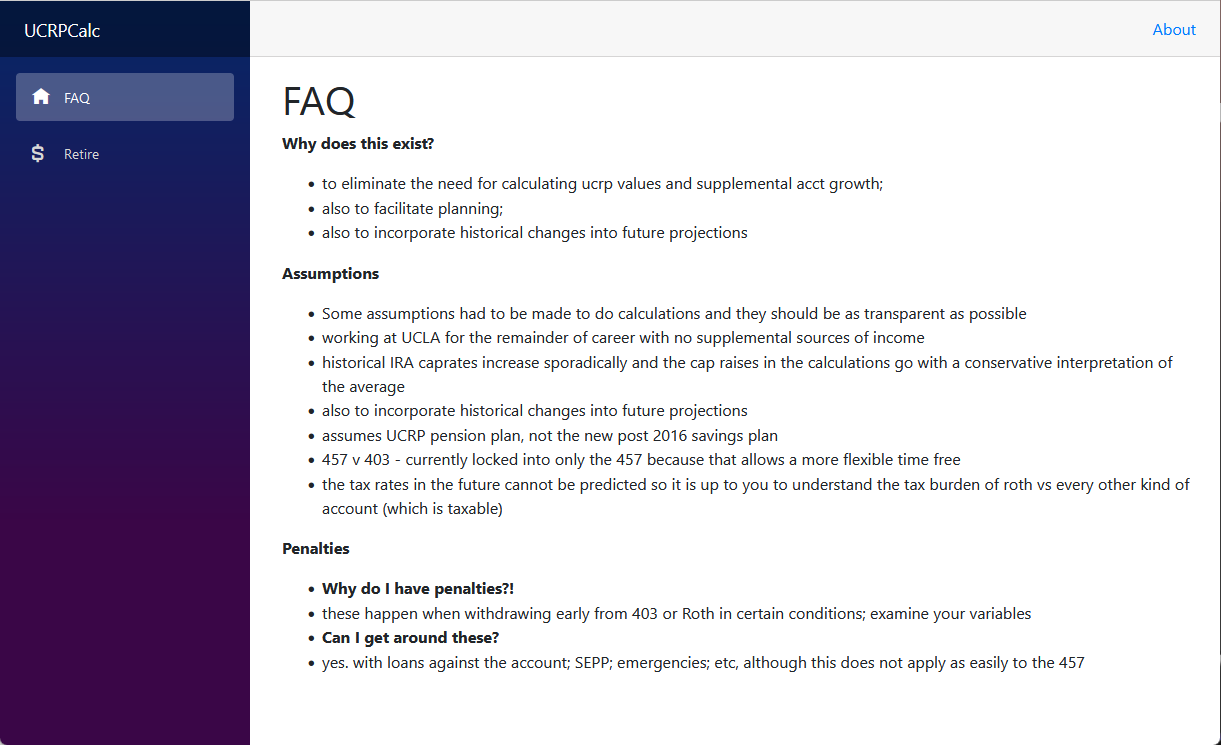 UCRPCalc
About
FAQ
Retire
FAQ
Why does this exist?
to eliminate the need for calculating ucrp values and supplemental acct growth;
also to facilitate planning;
also to incorporate historical changes into future projections
Assumptions
Some assumptions had to be made to do calculations and they should be as transparent as possible
working at UCLA for the remainder of career with no supplemental sources of income
historical IRA caprates increase sporadically and the cap raises in the calculations go with a conservative interpretation of
the average
also to incorporate historical changes into future projections
assumes UCRP pension plan, not the new post 2016 savings plan
457 v 403 - currently locked into only the 457 because that allows a more flexible time free
the tax rates in the future cannot be predicted so it is up to you to understand the tax burden of roth vs every other kind of
account (which is taxable)
Penalties
Why do I have penalties?!
these happen when withdrawing early from 403 or Roth in certain conditions; examine your variables
Can I get around these?
yes. with loans against the account; SEPP; emergencies; etc, although this does not apply as easily to the 457